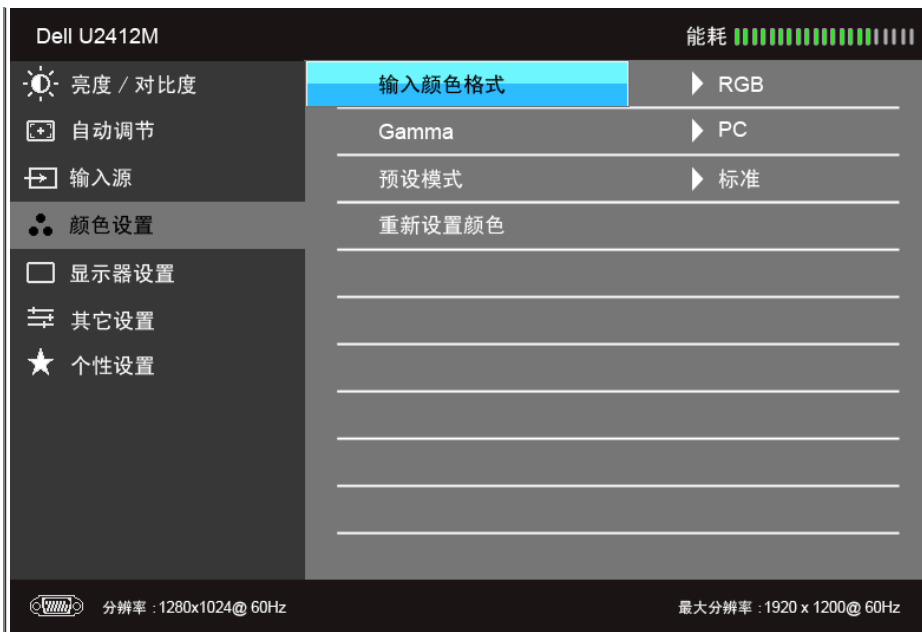 Dell U2412M
能耗
亮度 / 对比度
输入颜色格式
RGB
自动调节
Gamma
PC
输入源
预设模式
标准
颜色设置
重新设置颜色
显示器设置
其它设置
个性设置
分辨率 :1280x1024@ 60Hz
最大分辨率 :1920 x 1200@ 60Hz